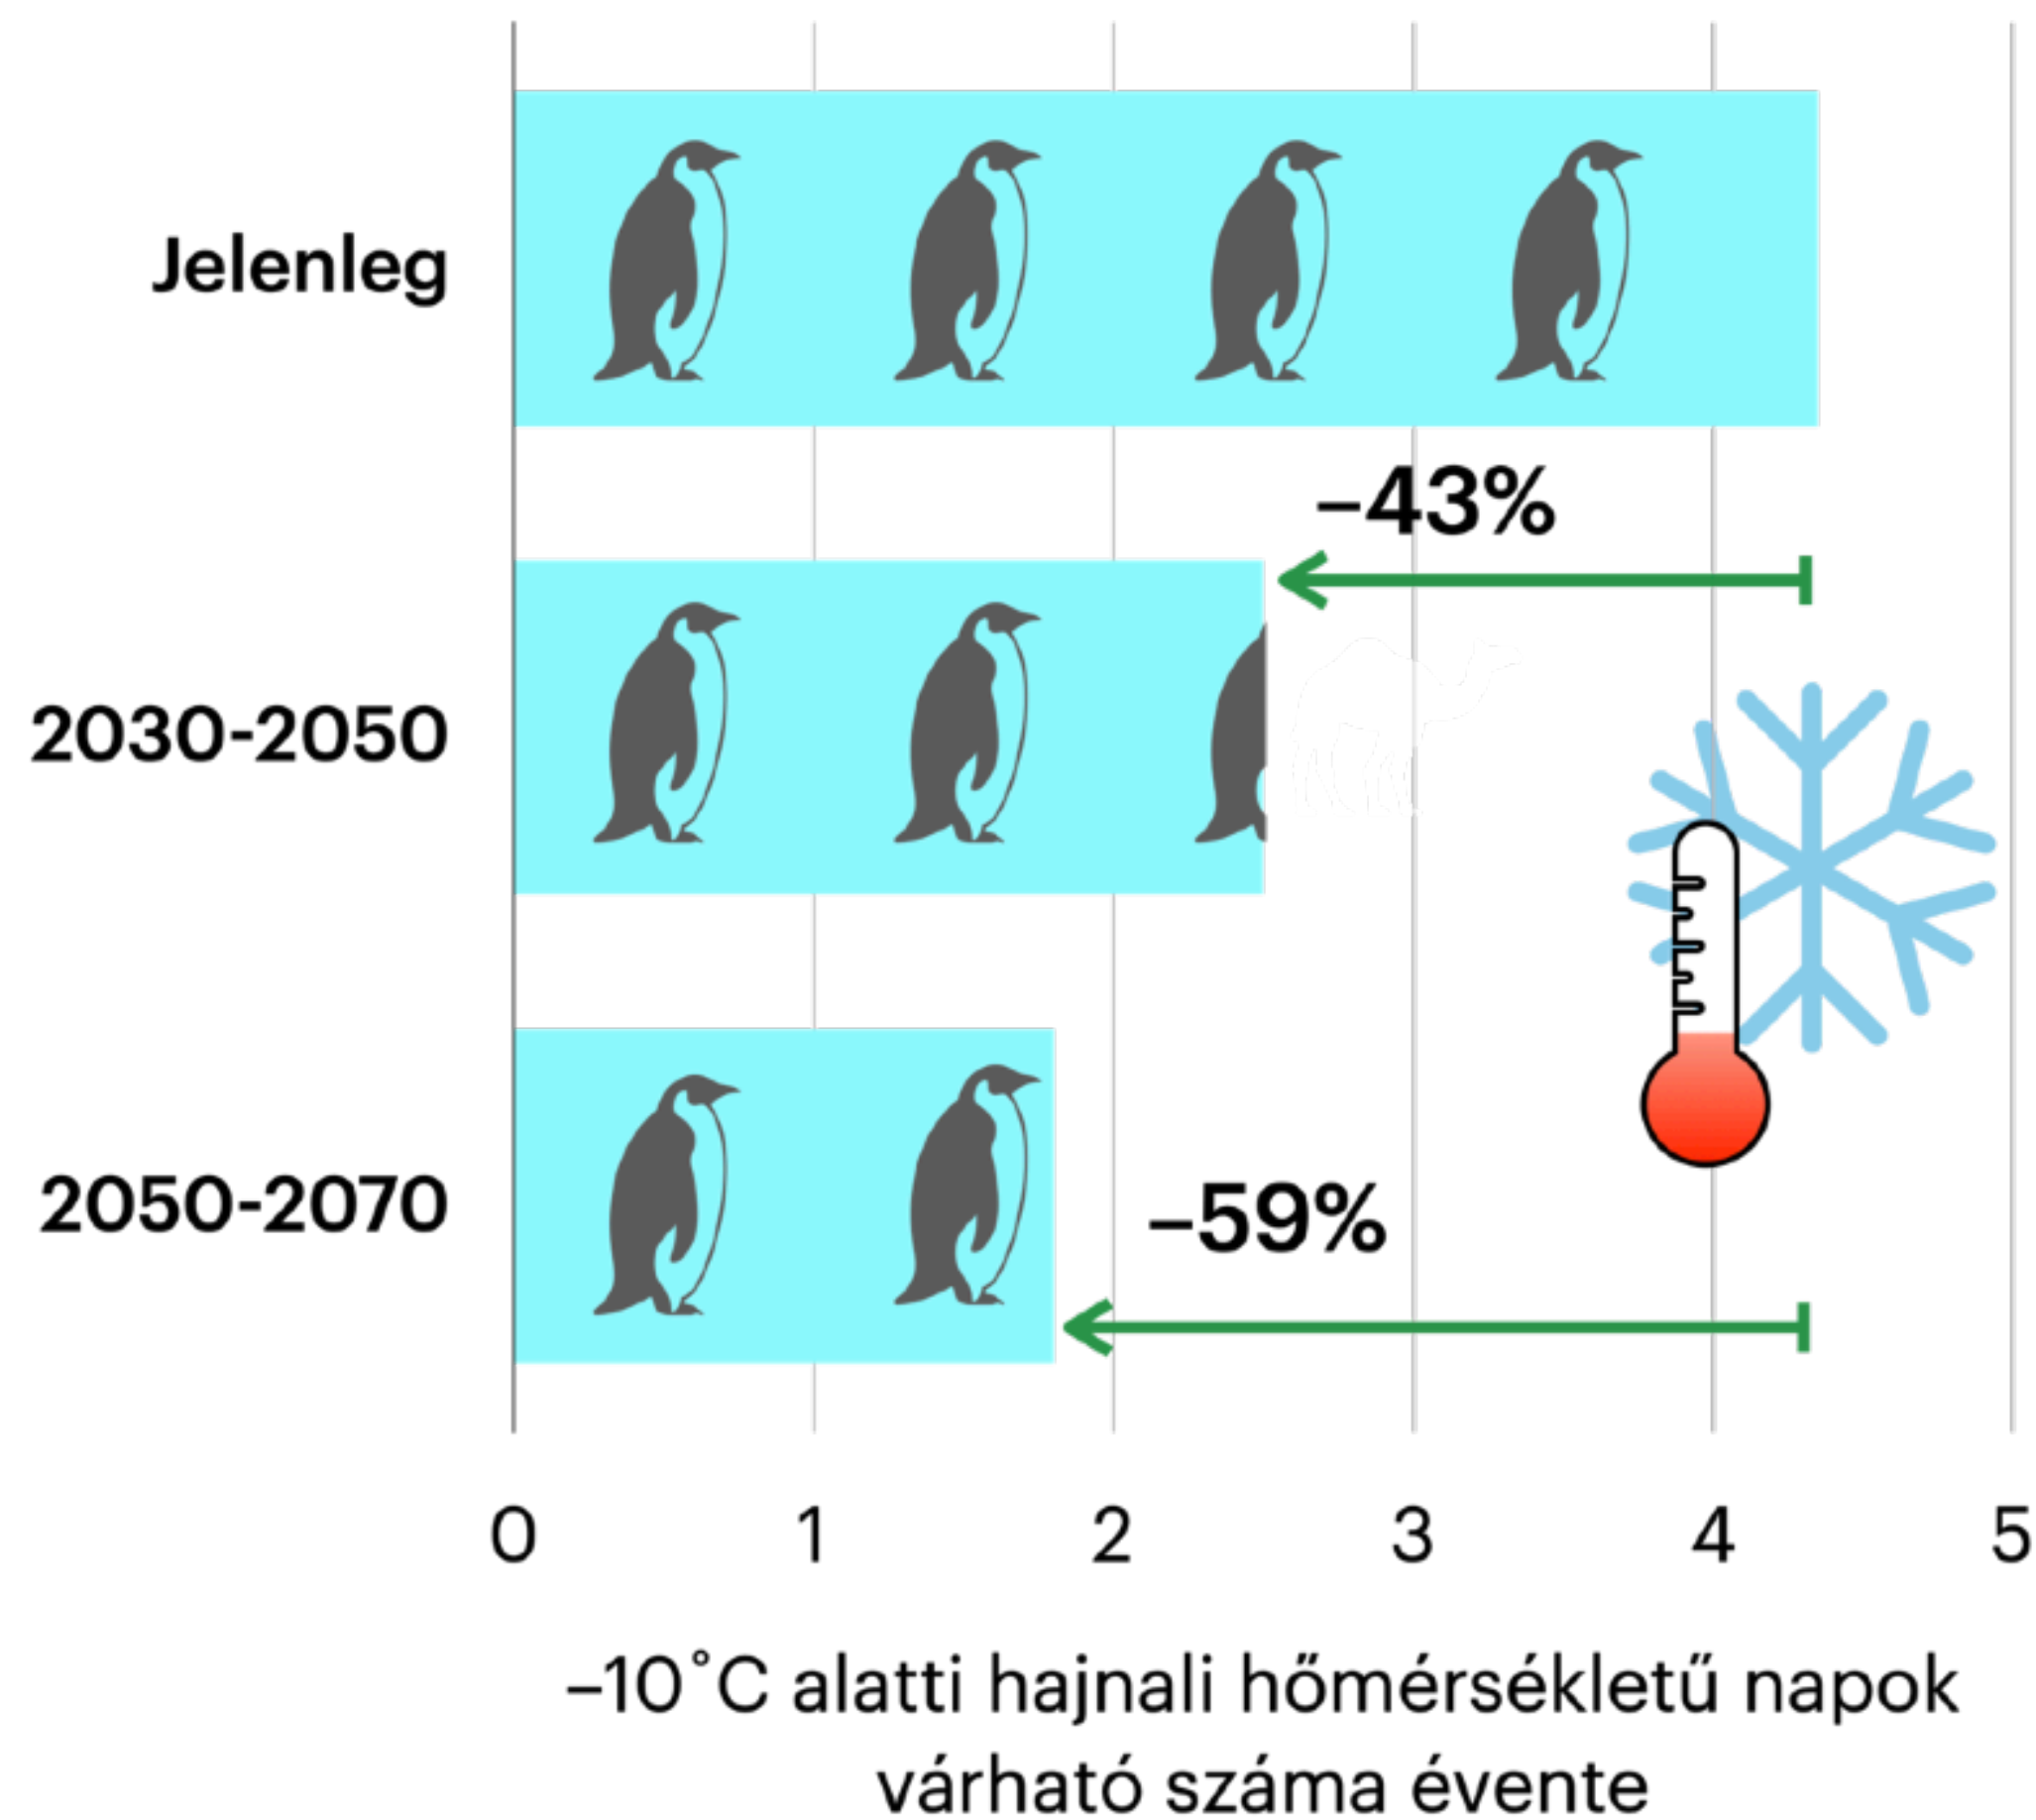 Jelenleg
–43%
2030-2050
2050-2070
–59%
0 1 2 3 4 5
–10˚C alatti hajnali hőmérsékletű napok
várható száma évente